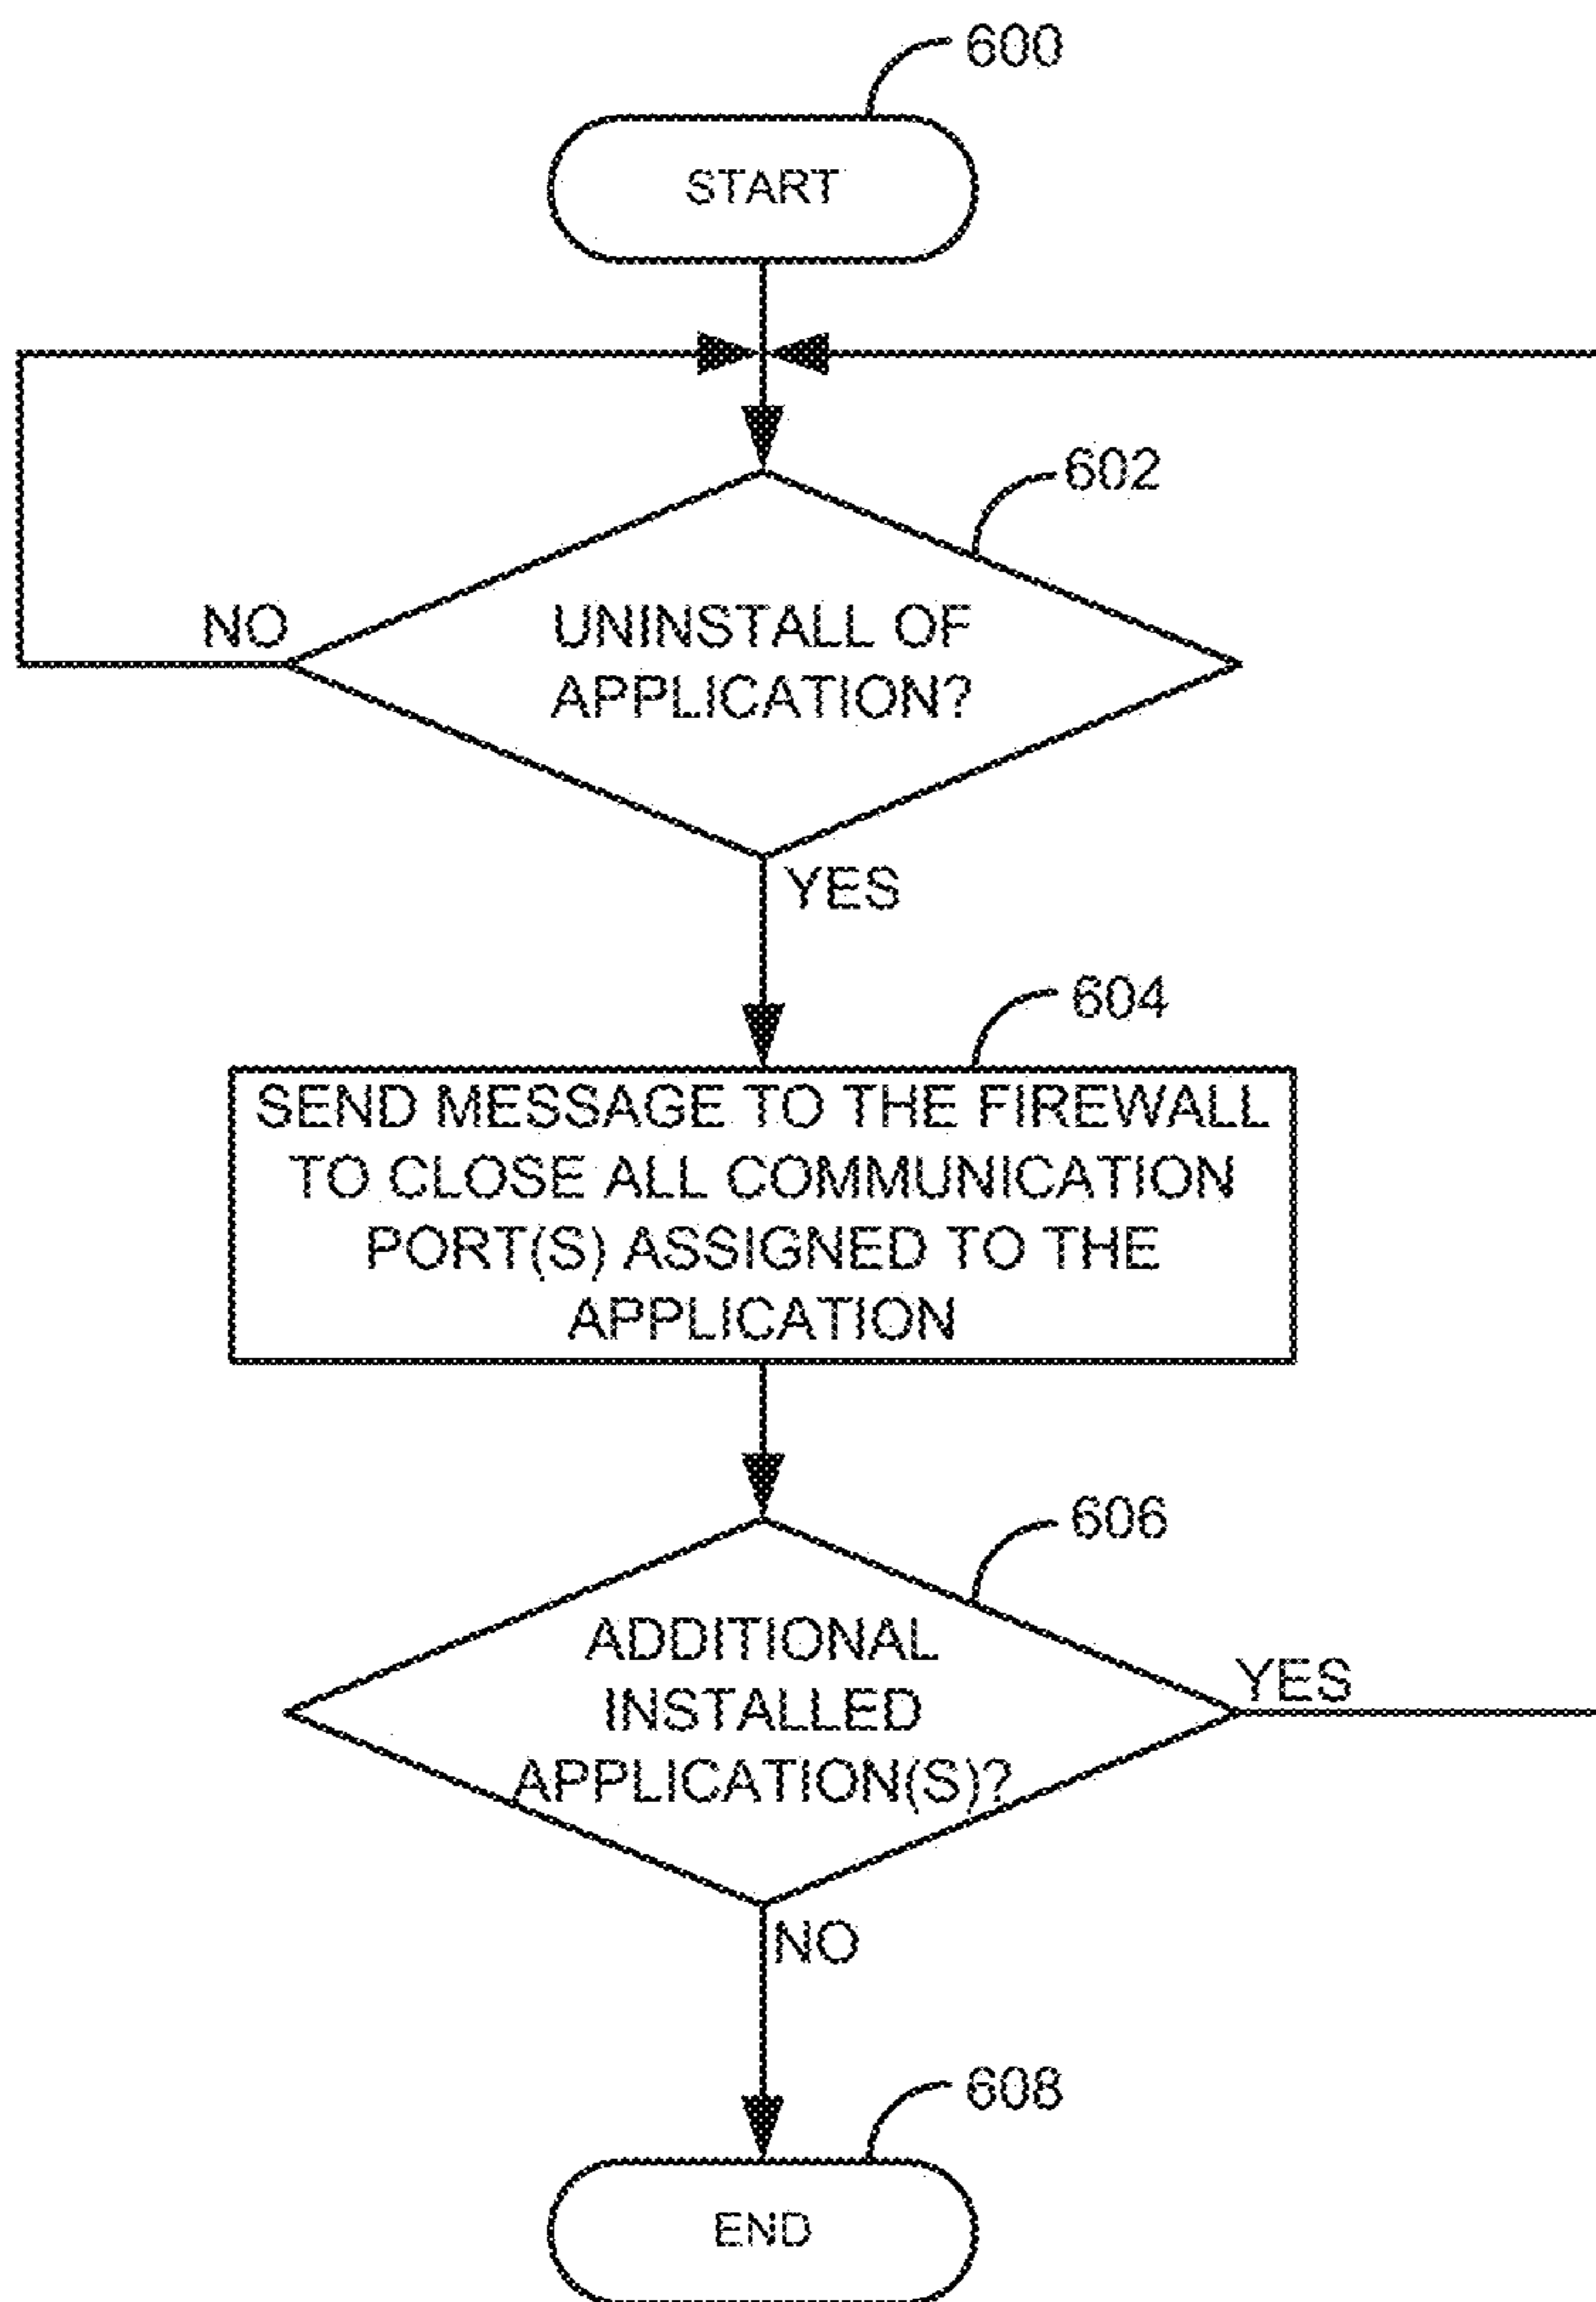 600
START
602
NO
UNINSTALL OF
APPLICATION?
YES
604
SEND MESSAGE TO THE FIREWALL
TO CLOSE ALL COMMUNICATION
PORT(S) ASSIGNED TO THE
APPLICATION
606
ADDITIONAL
INSTALLED
APPLICATION(S)?
YES
NO
608
END